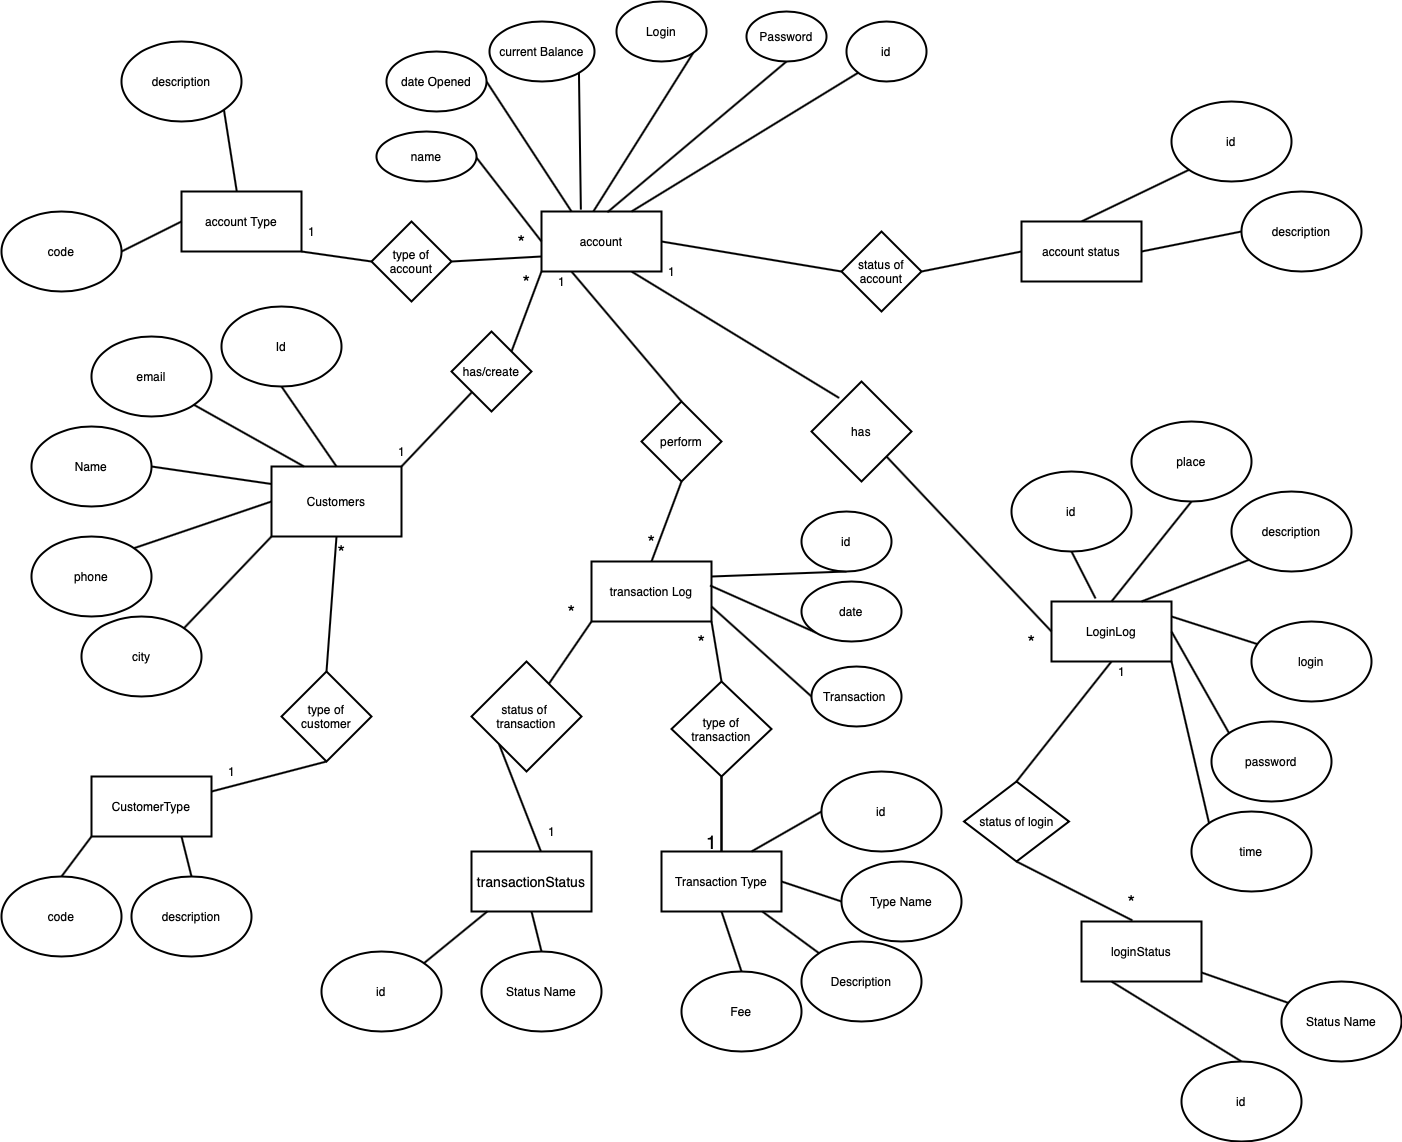 Login
Password
current Balance
id
description
date Opened
id
name
account Type
1
code
*
account
account status
description
type of
account
status of
account
1
*
1
Id
email
has/create
has
perform
1
Name
Customers
place
id
description
*
*
id
phone
transaction Log
date
*
*
LoginLog
*
city
1
login
Transaction
type of
customer
status of
transaction
type of
transaction
password
1
CustomerType
id
status of login
1
1
time
transactionStatus
Transaction Type
Type Name
*
code
description
loginStatus
id
Status Name
Description
Fee
Status Name
id